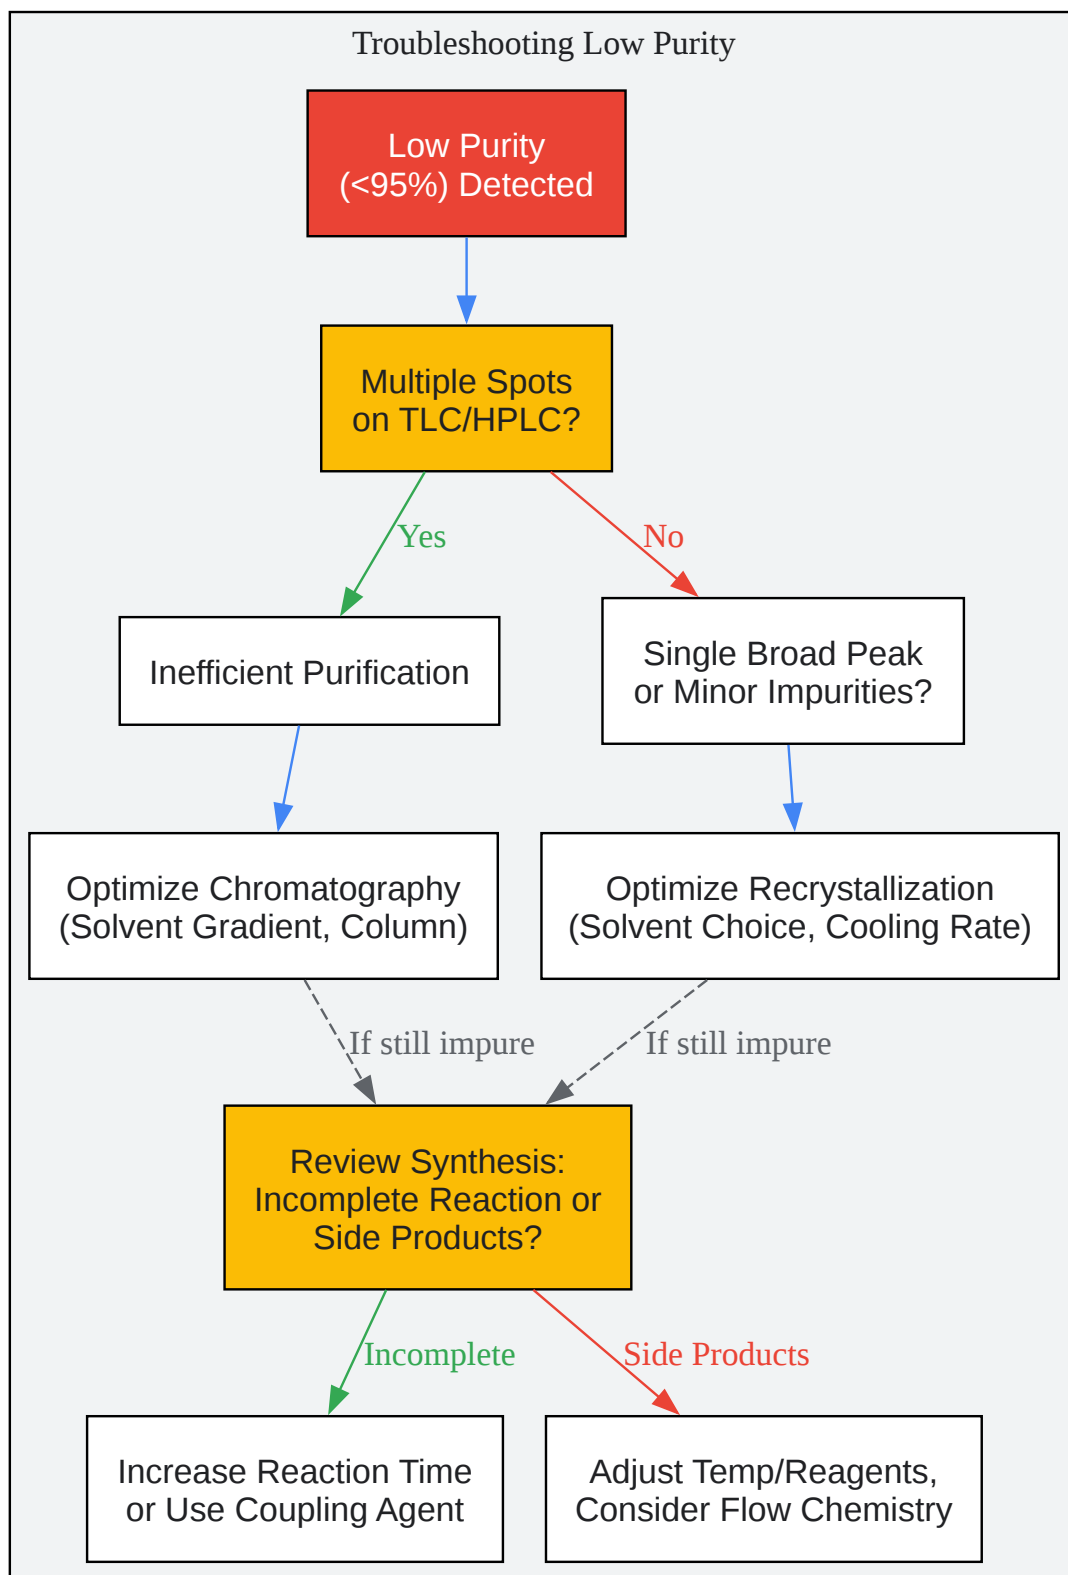 Troubleshooting Low Purity
Low Purity
(<95%) Detected
Multiple Spots
on TLC/HPLC?
Yes
No
Inefficient Purification
Single Broad Peak
or Minor Impurities?
Optimize Chromatography
(Solvent Gradient, Column)
Optimize Recrystallization
(Solvent Choice, Cooling Rate)
If still impure
If still impure
Review Synthesis:
Incomplete Reaction or
Side Products?
Incomplete
Side Products
Increase Reaction Time
or Use Coupling Agent
Adjust Temp/Reagents,
Consider Flow Chemistry